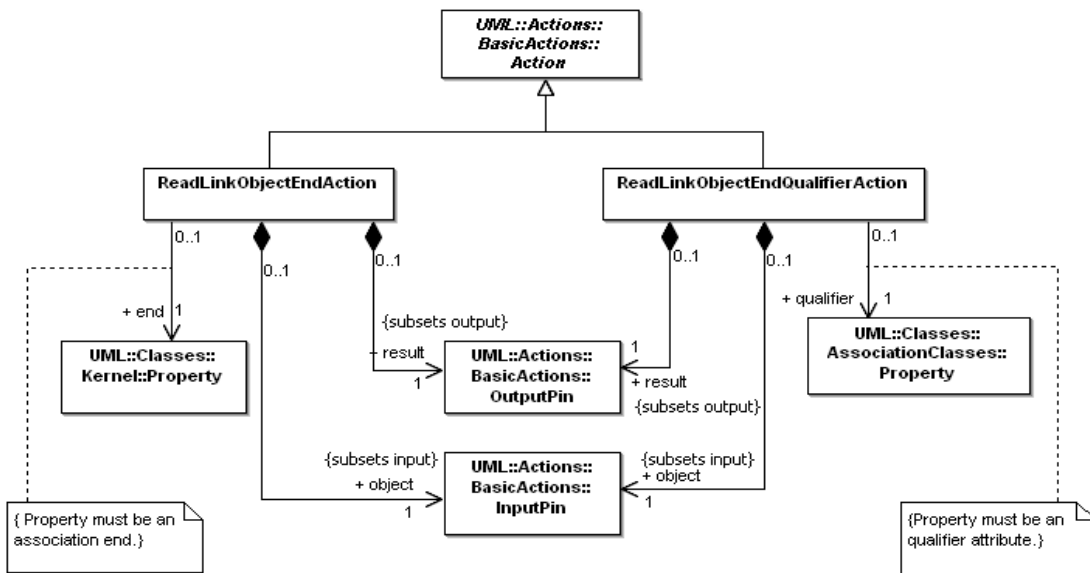 UML::Actions::
BasicActions::
Action
ReadLinkObjectEndAction
ReadLinkObjectEndQualifierAction
0..1
0..1
0..1
0..1
0..1
0..1
+ end
1
{subsets output}
+ result
1
1
+ result
{subsets output}
+ qualifier
1
UML::Classes::
Kernel::Property
UML::Actions::
BasicActions::
OutputPin
UML::Classes::
AssociationClasses::
Property
{subsets input}
+ object
1
UML::Actions::
BasicActions::
InputPin
{subsets input}
+ object
1
{ Property must be an
association end.}
{Property must be an
qualifier attribute.}